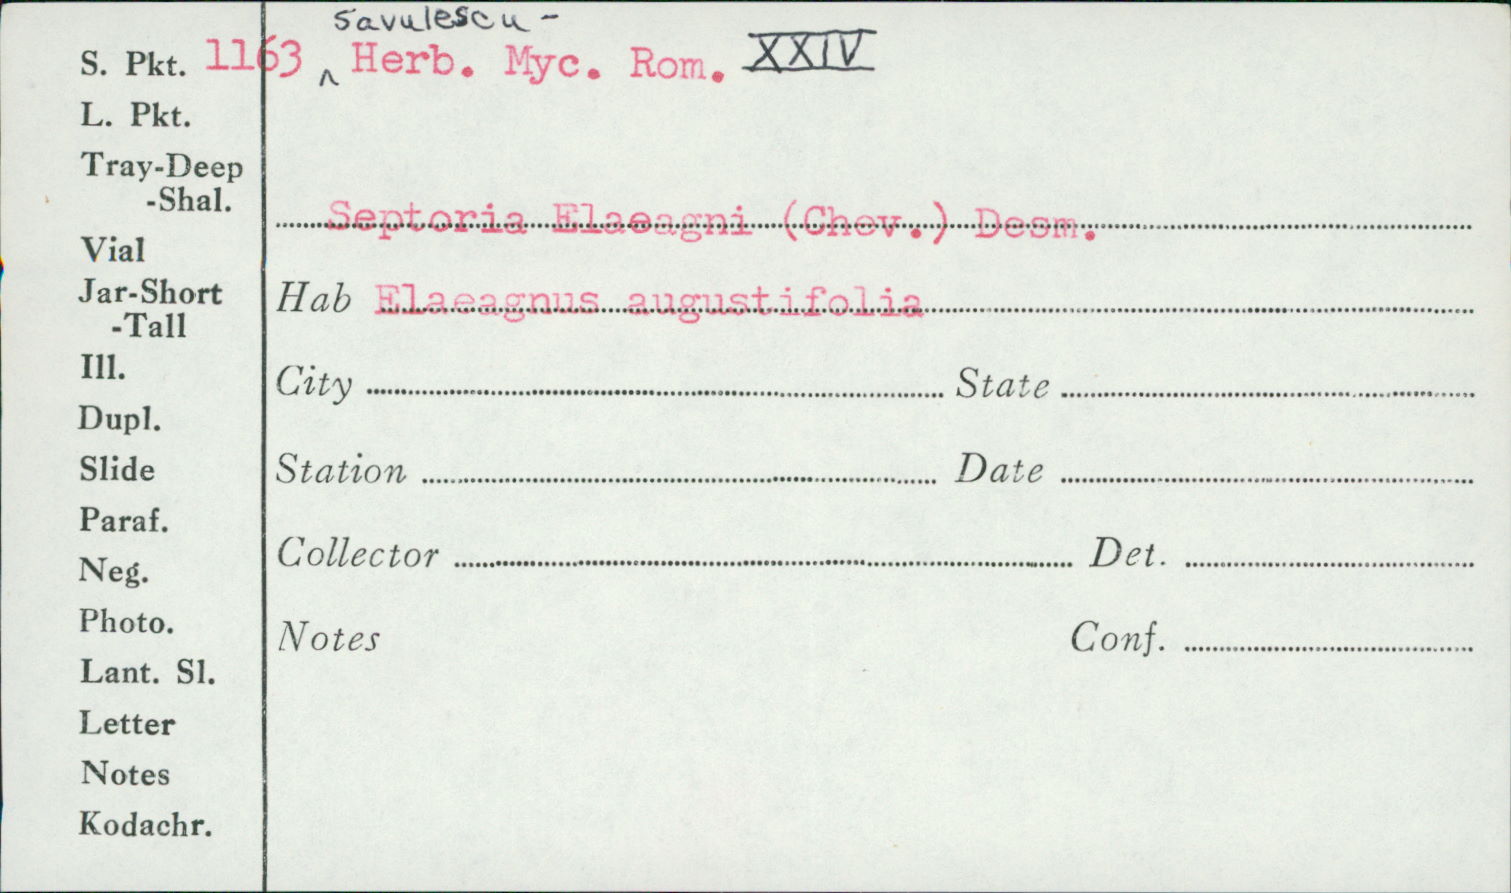 savulescu -
S. Pkt. 1163 ^ Herb. Myc. Rom. XXIV
L. Pkt.
Tray-Deep
-Shal.
Septoria Elaeagni (Chev.) Desm.
Vial
Jar-Short
-Tall
Hab Elaeagnus augustifolia
Ill.
City State
Dupl.
Slide
Station Date
Paraf.
Neg.
Collector Det.
Photo.
Notes Conf.
Lant. Sl.
Letter
Notes
Kodachr.